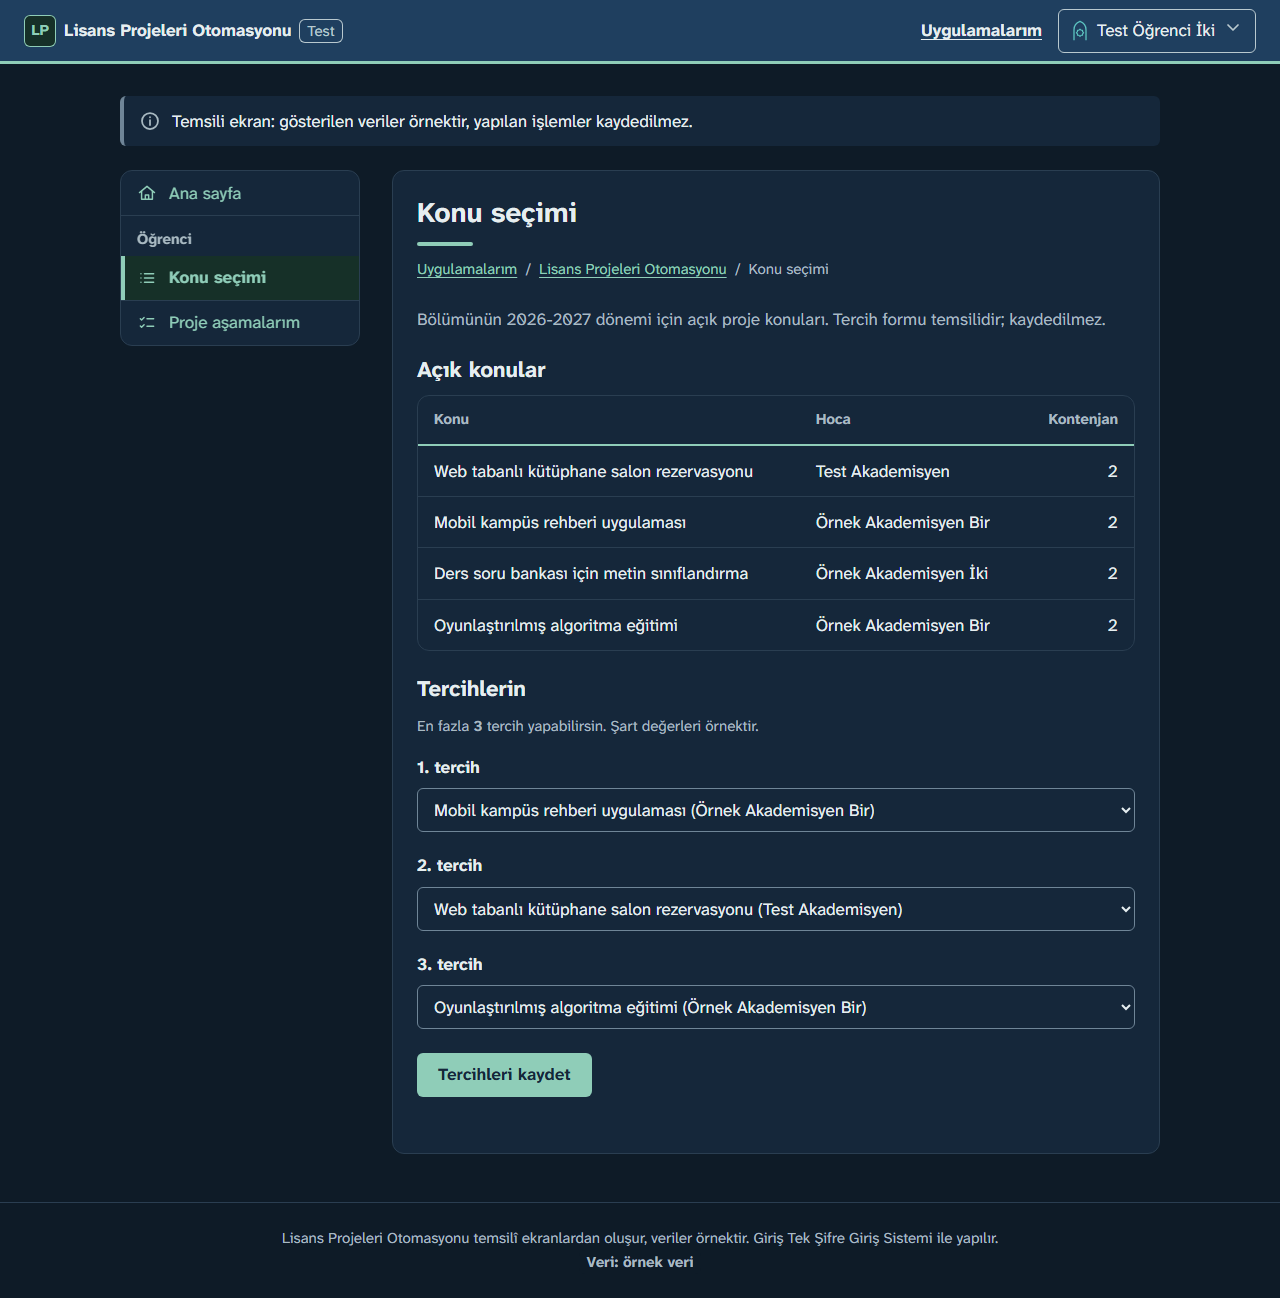 LP Lisans Projeleri Otomasyonu Test
Uygulamalarım
Test Öğrenci İki
Temsili ekran: gösterilen veriler örnektir, yapılan işlemler kaydedilmez.
Ana sayfa
Öğrenci
Konu seçimi
Proje aşamalarım
Konu seçimi
Uygulamalarım / Lisans Projeleri Otomasyonu / Konu seçimi
Bölümünün 2026-2027 dönemi için açık proje konuları. Tercih formu temsilidir; kaydedilmez.
Açık konular
Konu Hoca Kontenjan
Web tabanlı kütüphane salon rezervasyonu Test Akademisyen 2
Mobil kampüs rehberi uygulaması Örnek Akademisyen Bir 2
Ders soru bankası için metin sınıflandırma Örnek Akademisyen İki 2
Oyunlaştırılmış algoritma eğitimi Örnek Akademisyen Bir 2
Tercihlerin
En fazla 3 tercih yapabilirsin. Şart değerleri örnektir.
1. tercih
Mobil kampüs rehberi uygulaması (Örnek Akademisyen Bir)
2. tercih
Web tabanlı kütüphane salon rezervasyonu (Test Akademisyen)
3. tercih
Oyunlaştırılmış algoritma eğitimi (Örnek Akademisyen Bir)
Tercihleri kaydet
Lisans Projeleri Otomasyonu temsilî ekranlardan oluşur, veriler örnektir. Giriş Tek Şifre Giriş Sistemi ile yapılır.
Veri: örnek veri